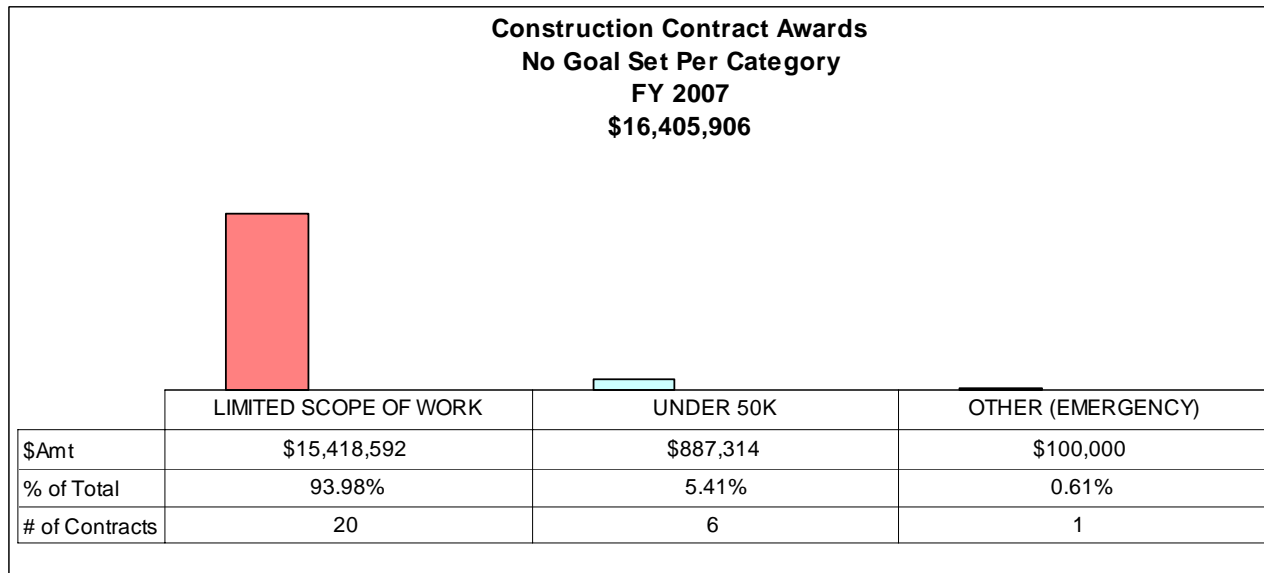 Construction Contract Awards
No Goal Set Per Category
FY 2007
$16,405,906
LIMITED SCOPE OF WORK UNDER 50K OTHER (EMERGENCY)
$Amt $15,418,592 $887,314 $100,000
% of Total 93.98% 5.41% 0.61%
# of Contracts 20 6 1